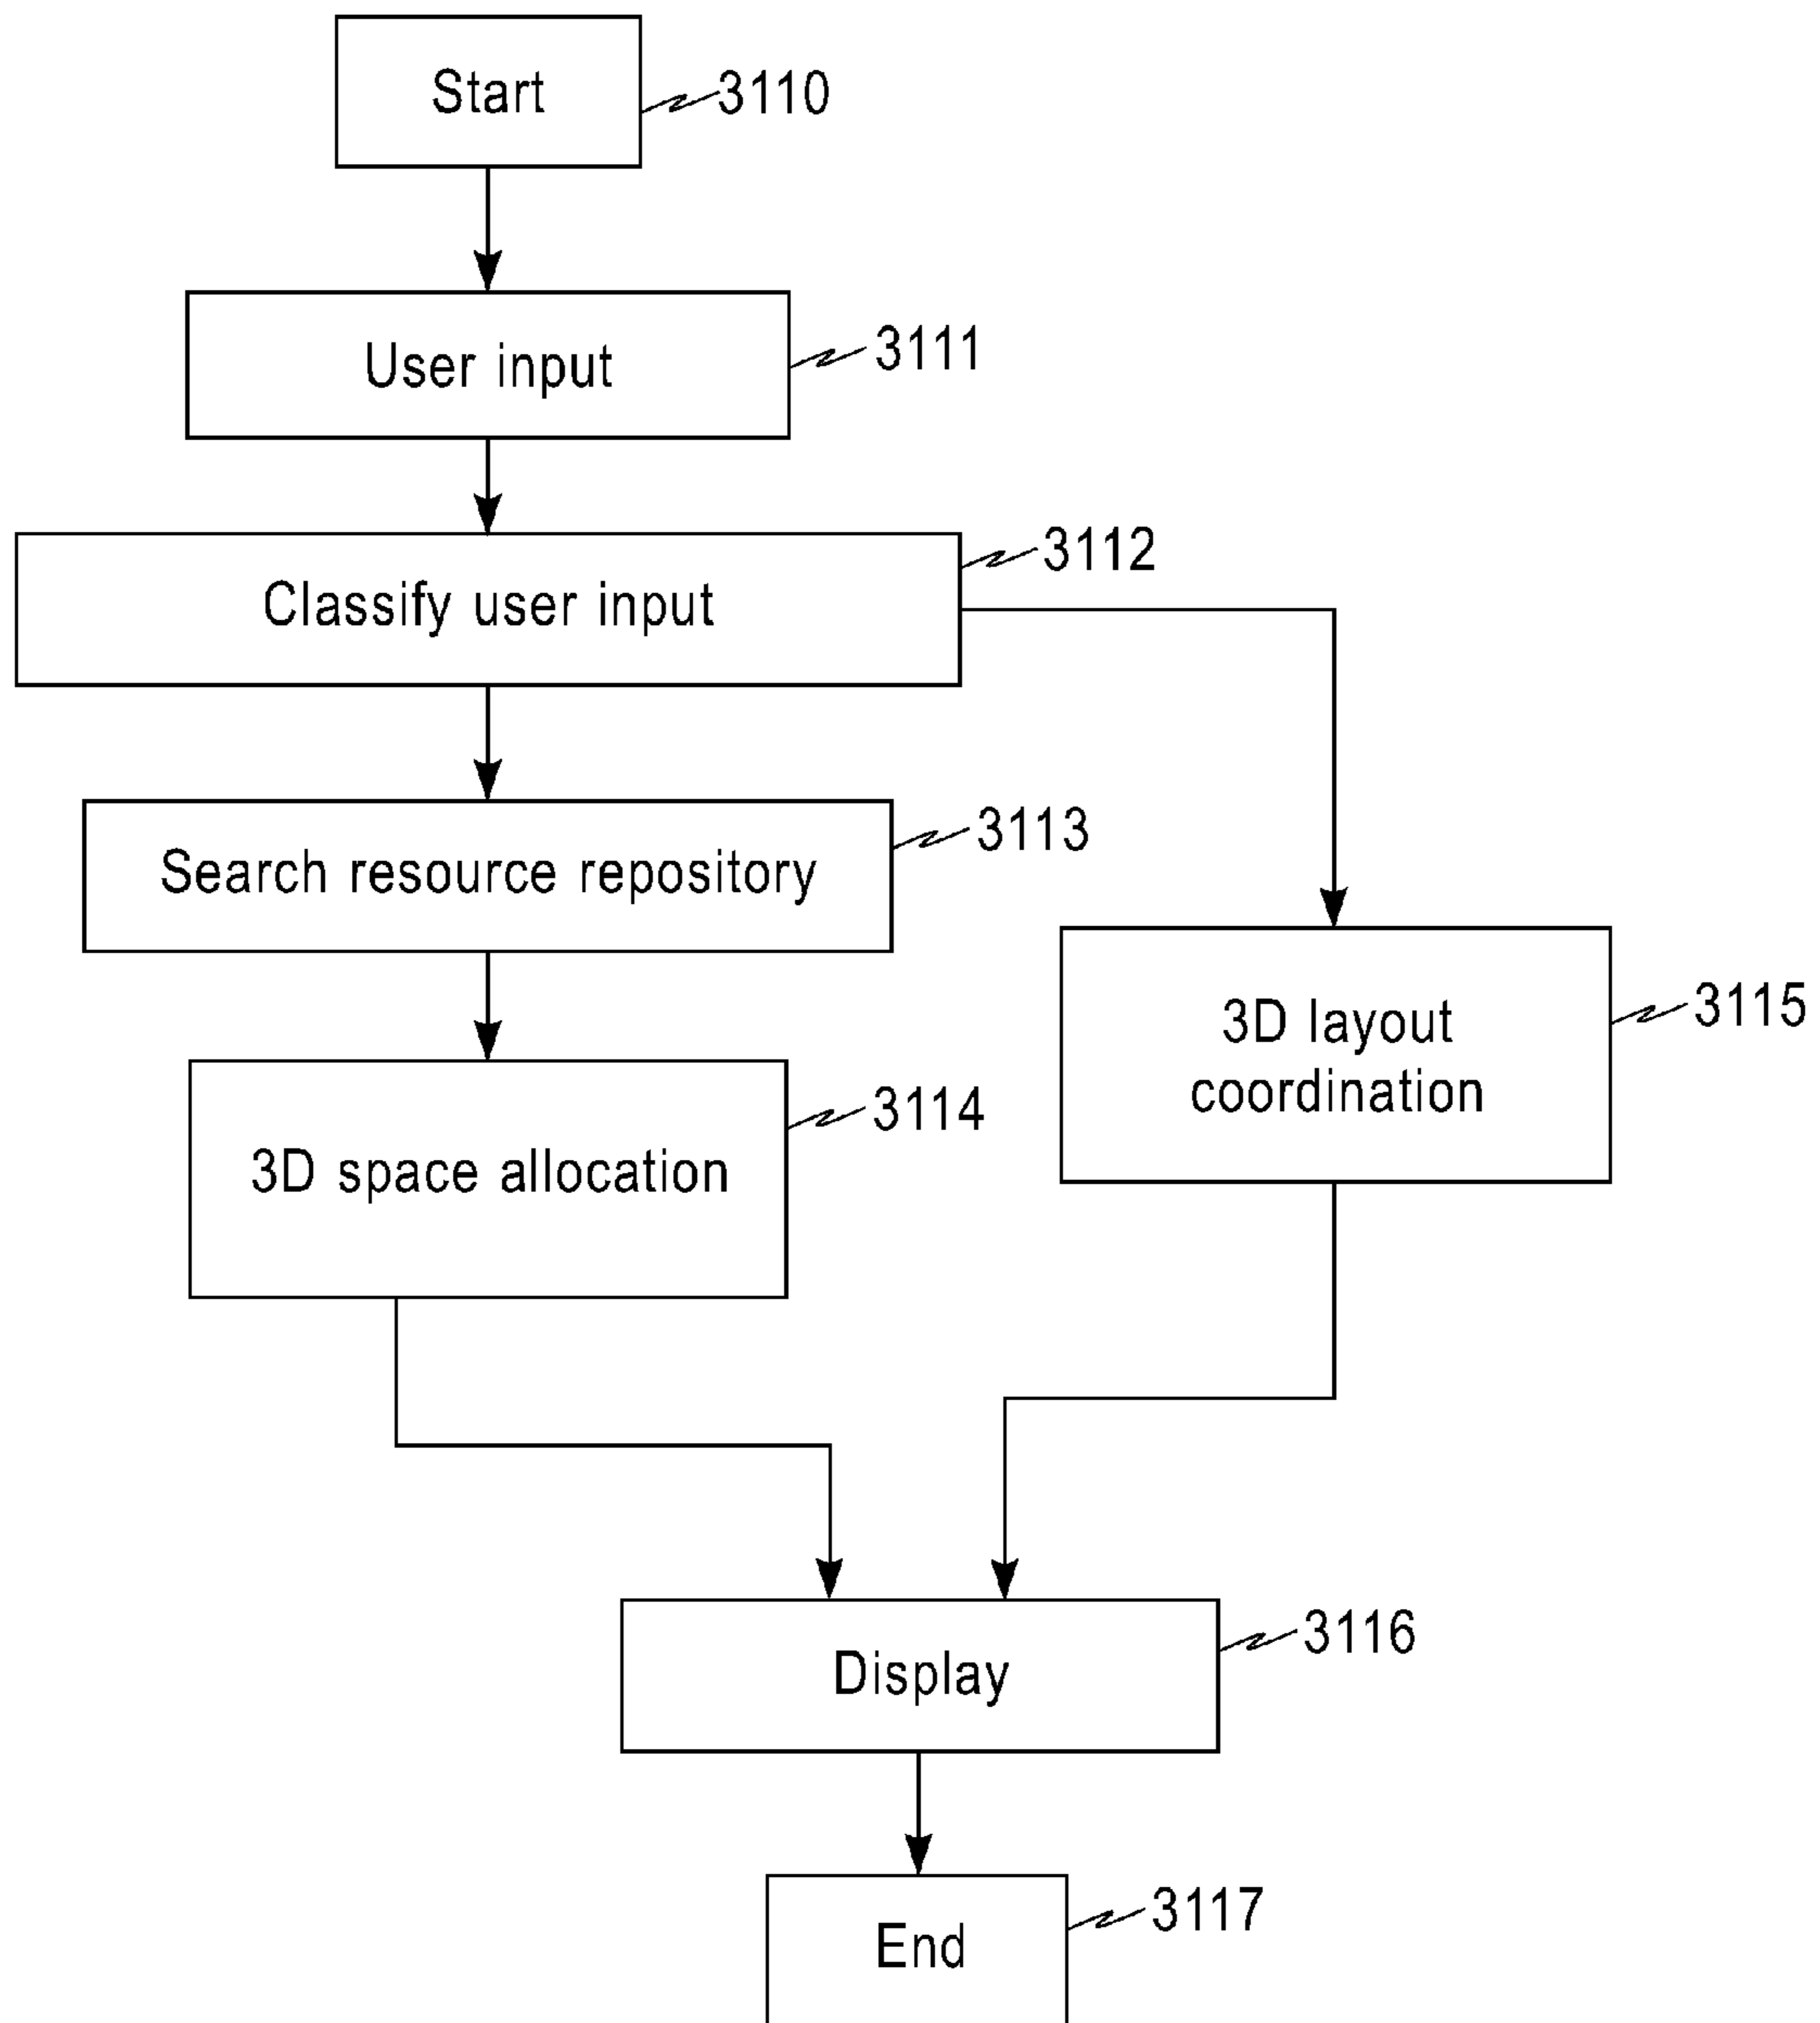 Start
3110
User input
3111
Classify user input
3112
Search resource repository
3113
3D space allocation
3114
3D layout
coordination
3115
Display
3116
End
3117